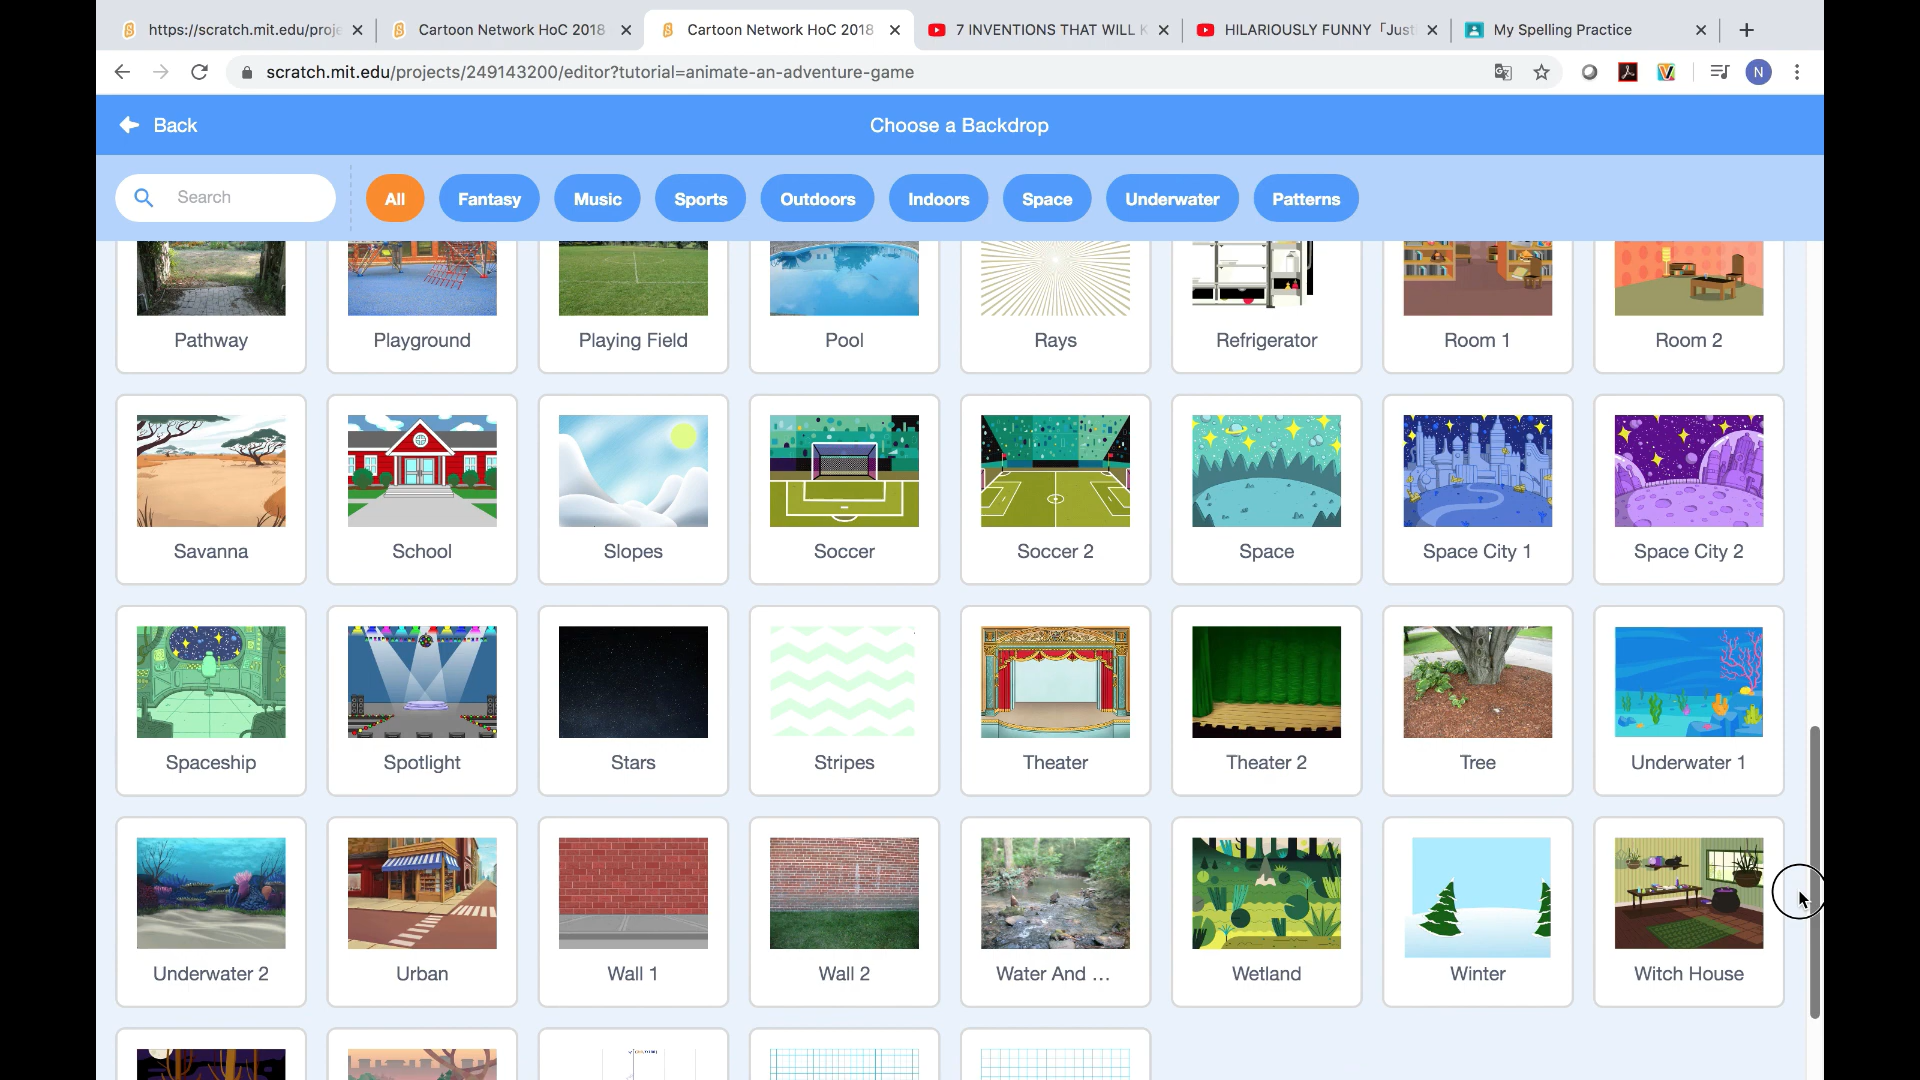 https://scratch.mit.edu/proje
Cartoon Network HoC 2018
Cartoon Network HoC 2018
7 INVENTIONS THAT WILL K
HILARIOUSLY FUNNY「Just
My Spelling Practice
scratch.mit.edu/projects/249143200/editor?tutorial=animate-an-adventure-game
N
Back
Choose a Backdrop
Search
All
Fantasy
Music
Sports
Outdoors
Indoors
Space
Underwater
Patterns
Pathway
Playground
Playing Field
Pool
Rays
Refrigerator
Room 1
Room 2
Savanna
School
Slopes
Soccer
Soccer 2
Space
Space City 1
Space City 2
Spaceship
Spotlight
Stars
Stripes
Theater
Theater 2
Tree
Underwater 1
Underwater 2
Urban
Wall 1
Wall 2
Water And ...
Wetland
Winter
Witch House